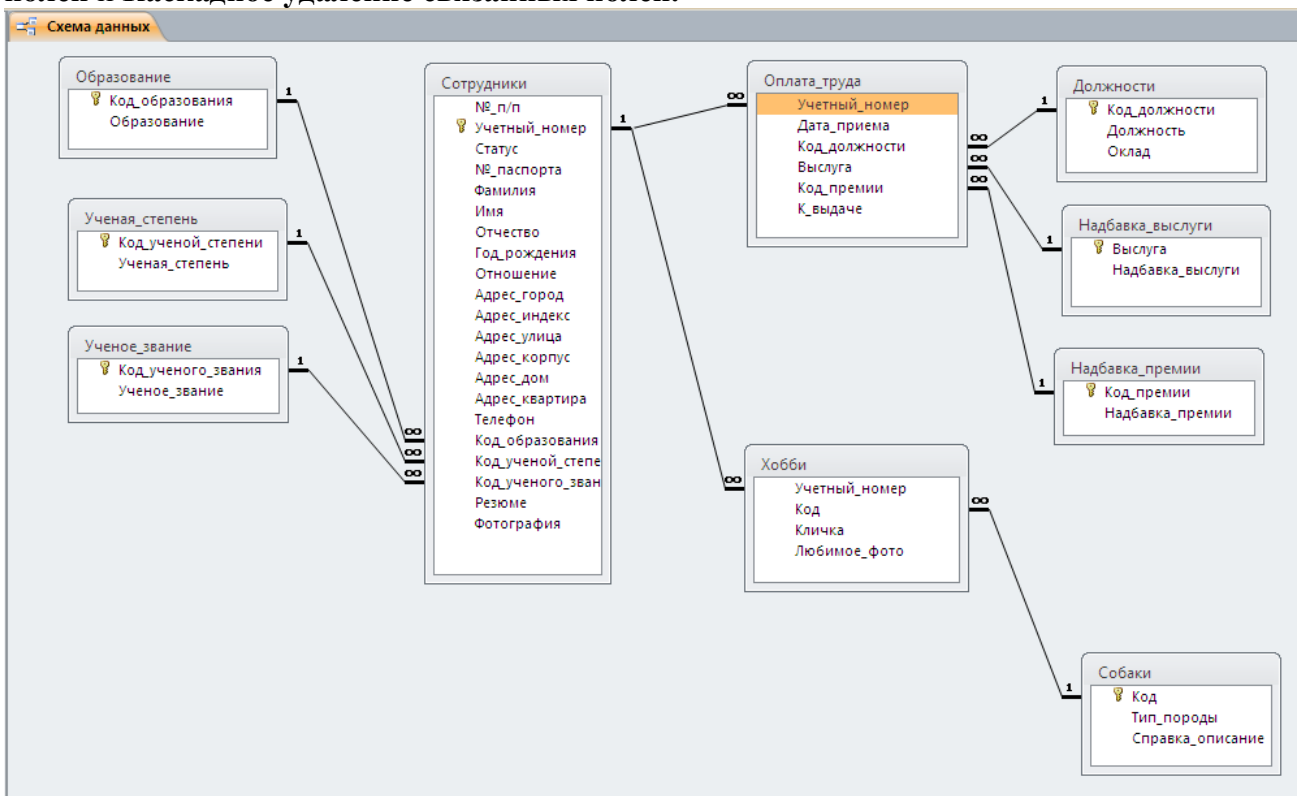 Схема данных
Образование
Код_образования
Образование
1
Ученая_степень
Код_ученой_степени
Ученая_степень
1
Ученое_звание
Код_ученого_звания
Ученое_звание
1
Сотрудники
№_п/п
Учетный_номер
Статус
№_паспорта
Фамилия
Имя
Отчество
Год_рождения
Отношение
Адрес_город
Адрес_индекс
Адрес_улица
Адрес_корпус
Адрес_дом
Адрес_квартира
Телефон
Код_образования
Код_ученой_степе
Код_ученого_зван
Резюме
Фотография
∞
∞
∞
1
Оплата_труда
Учетный_номер
Дата_приема
Код_должности
Выслуга
Код_премии
К_выдаче
∞
∞
∞
∞
Хобби
Учетный_номер
Код
Кличка
Любимое_фото
∞
∞
Должности
Код_должности
Должность
Оклад
1
Надбавка_выслуги
Выслуга
Надбавка_выслуги
1
Надбавка_премии
Код_премии
Надбавка_премии
1
Собаки
Код
Тип_породы
Справка_описание
1